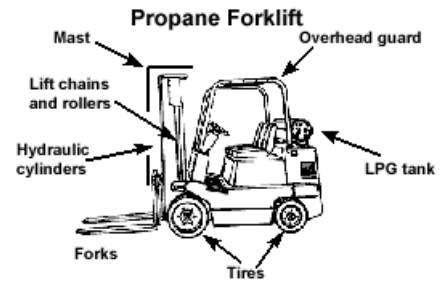 Propane Forklift
Mast
Overhead guard
Lift chains
and rollers
Hydraulic
cylinders
LPG tank
Forks
Tires